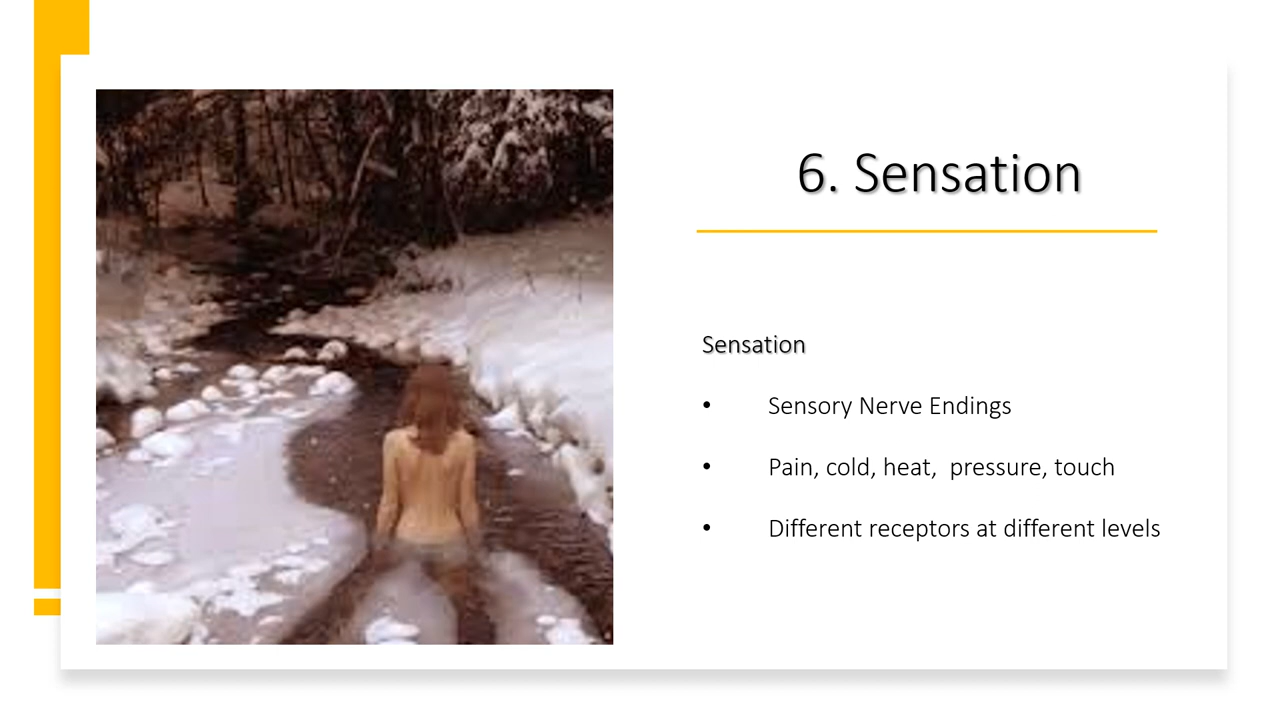 6. Sensation
Sensation
• Sensory Nerve Endings
• Pain, cold, heat,  pressure, touch
• Different receptors at different levels